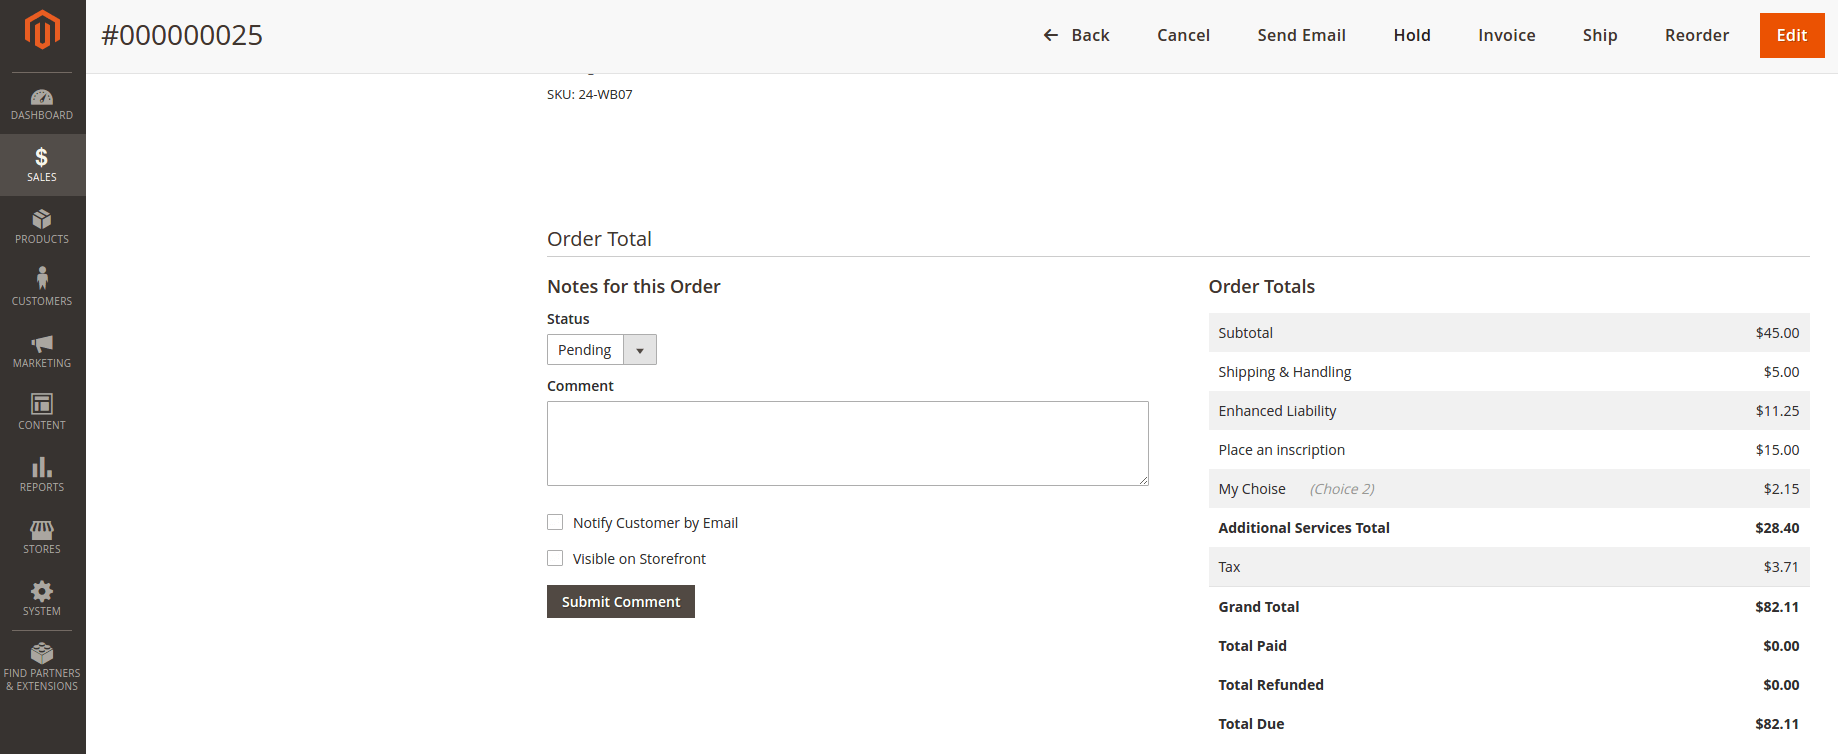 #000000025
Back
Cancel
Send Email
Hold
Invoice
Ship
Reorder
Edit
DASHBOARD
SALES
PRODUCTS
CUSTOMERS
MARKETING
CONTENT
REPORTS
STORES
SYSTEM
FIND PARTNERS
& EXTENSIONS
SKU: 24-WB07
Order Total
Notes for this Order
Status
Pending
Comment
Notify Customer by Email
Visible on Storefront
Submit Comment
Order Totals
Subtotal $45.00
Shipping & Handling $5.00
Enhanced Liability $11.25
Place an inscription $15.00
My Choise (Choice 2) $2.15
Additional Services Total $28.40
Tax $3.71
Grand Total $82.11
Total Paid $0.00
Total Refunded $0.00
Total Due $82.11